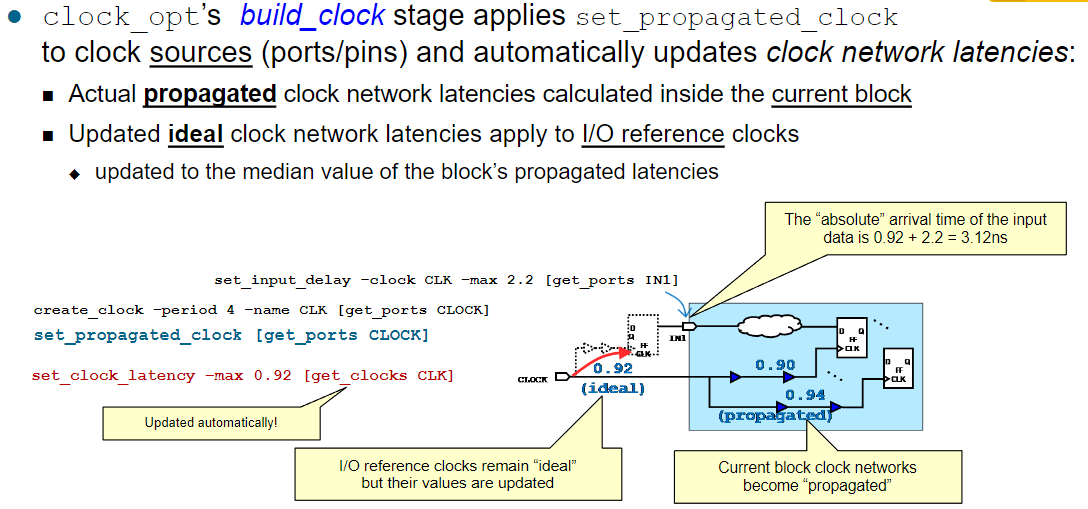 clock_opt's build_clock stage applies set_propagated_clock
to clock sources (ports/pins) and automatically updates clock network latencies:
Actual propagated clock network latencies calculated inside the current block
Updated ideal clock network latencies apply to I/O reference clocks
updated to the median value of the block's propagated latencies
The "absolute" arrival time of the input
data is 0.92 + 2.2 = 3.12ns
set_input_delay -clock CLK -max 2.2 [get_ports IN1]
create_clock -period 4 -name CLK [get_ports CLOCK]
set_propagated_clock [get_ports CLOCK]
set_clock_latency -max 0.92 [get_clocks CLK]
Updated automatically!
D
Q
FF
CLK
IN1
D Q
FF
CLK
D Q
FF
CLK
CLOCK
0.92
(ideal)
0.90
0.94
(propagated)
I/O reference clocks remain "ideal"
but their values are updated
Current block clock networks
become "propagated"